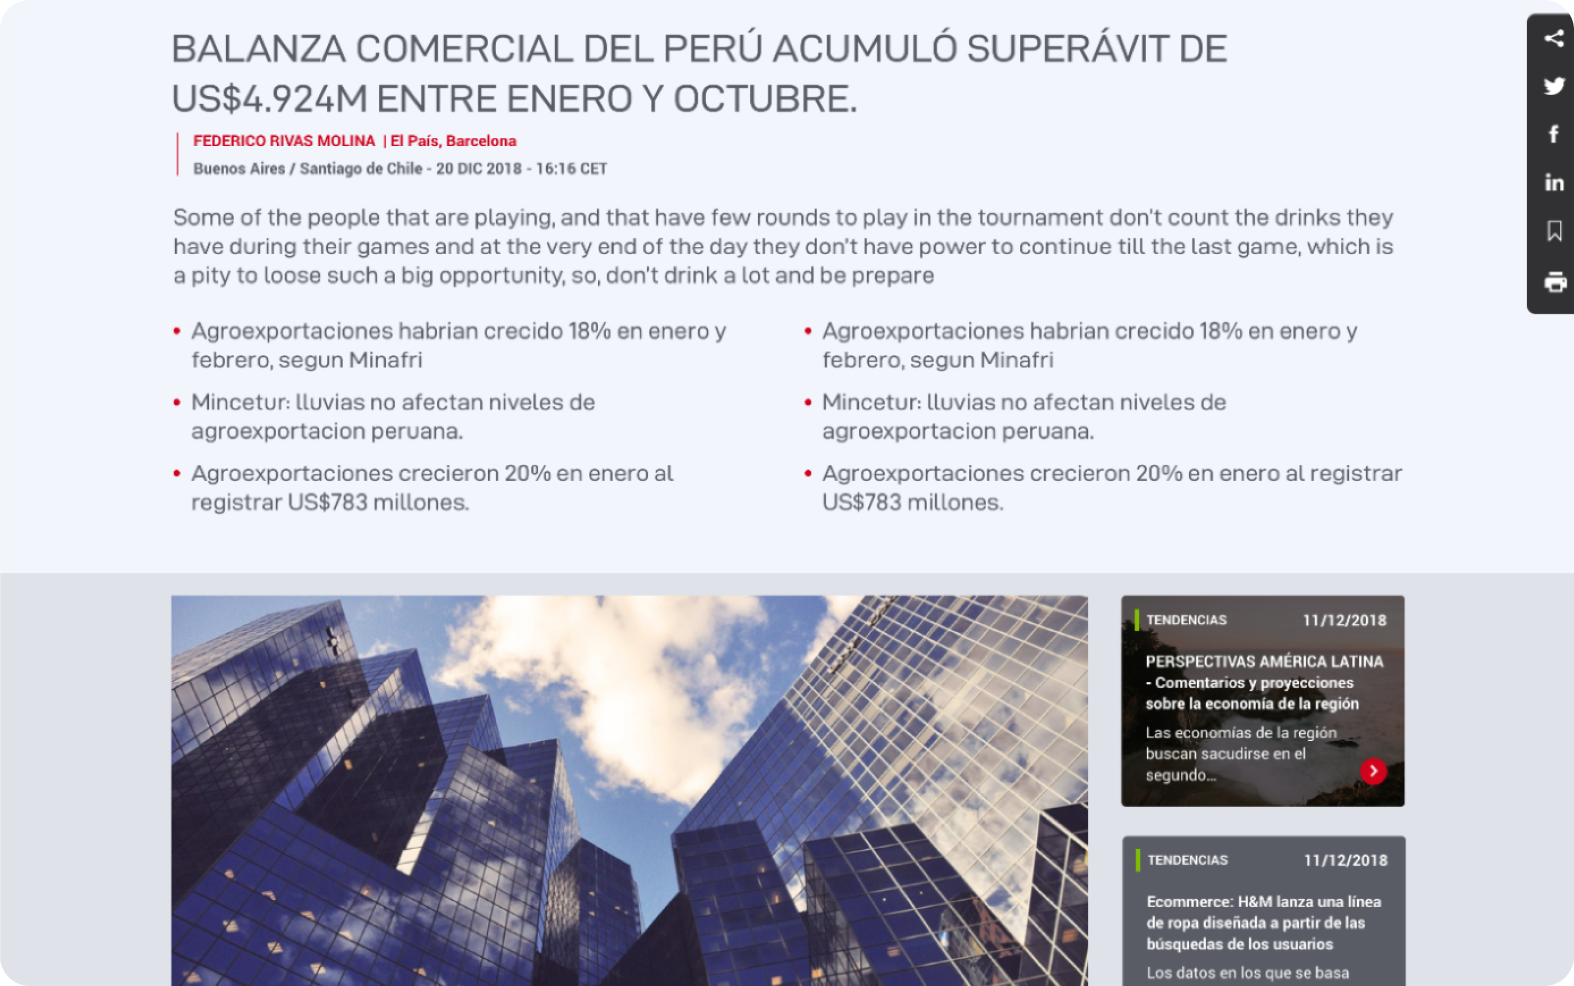 BALANZA COMERCIAL DEL PERÚ ACUMULÓ SUPERÁVIT DE
US$4.924M ENTRE ENERO Y OCTUBRE.
FEDERICO RIVAS MOLINA | El País, Barcelona
Buenos Aires / Santiago de Chile - 20 DIC 2018 - 16:16 CET
Some of the people that are playing, and that have few rounds to play in the tournament don't count the drinks they
have during their games and at the very end of the day they don't have power to continue till the last game, which is
a pity to loose such a big opportunity, so, don't drink a lot and be prepare
• Agroexportaciones habrian crecido 18% en enero y
febrero, segun Minafri
• Mincetur: lluvias no afectan niveles de
agroexportacion peruana.
• Agroexportaciones crecieron 20% en enero al
registrar US$783 millones.
• Agroexportaciones habrian crecido 18% en enero y
febrero, segun Minafri
• Mincetur: lluvias no afectan niveles de
agroexportacion peruana.
• Agroexportaciones crecieron 20% en enero al registrar
US$783 millones.
TENDENCIAS 11/12/2018
PERSPECTIVAS AMÉRICA LATINA
- Comentarios y proyecciones
sobre la economía de la región
Las economías de la región
buscan sacudirse en el
segundo...
TENDENCIAS 11/12/2018
Ecommerce: H&M lanza una línea
de ropa diseñada a partir de las
búsquedas de los usuarios
Los datos en los que se basa